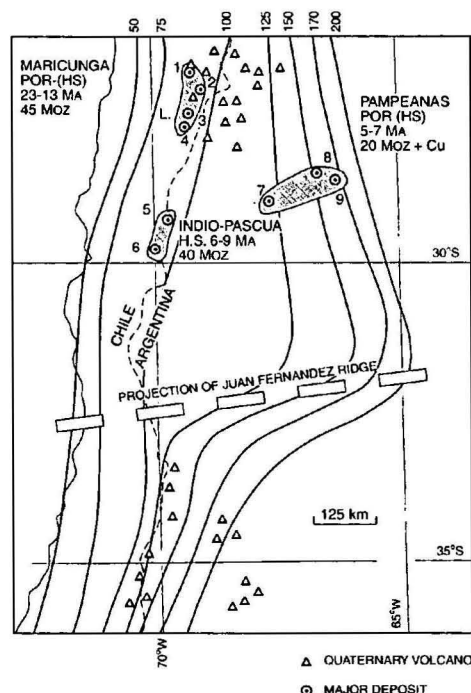 50
75
100
125
150
170
200
MARICUNGA
POR-(HS)
23-13 MA
45 MOZ
1
2
L.
3
4
PAMPEANAS
POR (HS)
5-7 MA
20 MOZ + Cu
8
7
9
5
6
INDIO-PASCUA
H.S. 6-9 MA
40 MOZ
30°S
CHILE
ARGENTINA
PROJECTION OF JUAN FERNANDEZ RIDGE
125 km
35°S
70°W
65°W
QUATERNARY VOLCANO
MAJOR DEPOSIT